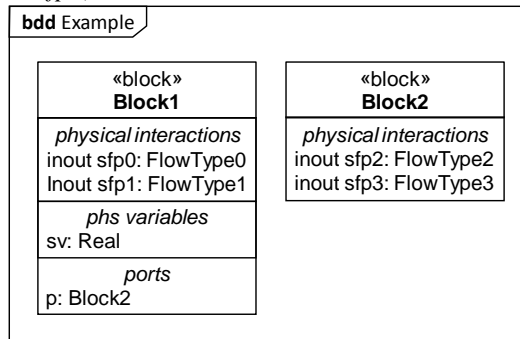 bdd Example
«block»
Block1
physical interactions
inout sfp0: FlowType0
Inout sfp1: FlowType1
phs variables
sv: Real
ports
p: Block2
«block»
Block2
physical interactions
inout sfp2: FlowType2
inout sfp3: FlowType3